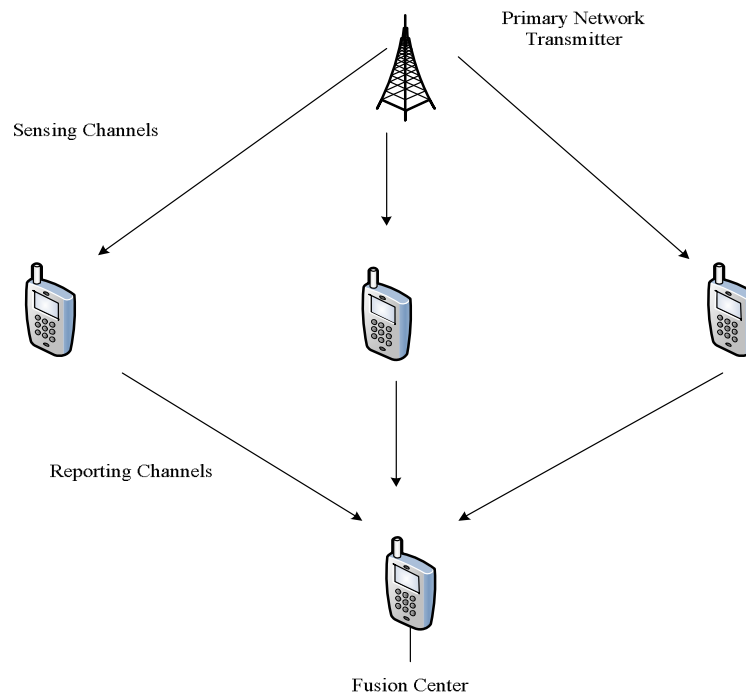 Primary Network
Transmitter
Sensing Channels
Reporting Channels
Fusion Center